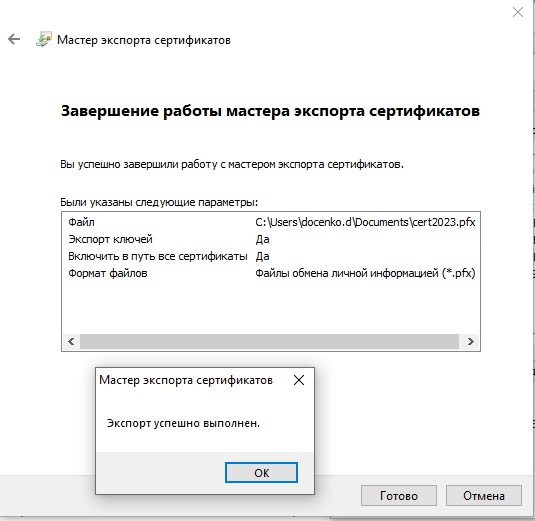 Мастер экспорта сертификатов
Завершение работы мастера экспорта сертификатов
Вы успешно завершили работу с мастером экспорта сертификатов.
Были указаны следующие параметры:
Файл C:\Users\docenko.d\Documents\cert2023.pfx
Экспорт ключей Да
Включить в путь все сертификаты Да
Формат файлов Файлы обмена личной информацией (*.pfx)
Мастер экспорта сертификатов
Экспорт успешно выполнен.
ОК
Готово Отмена